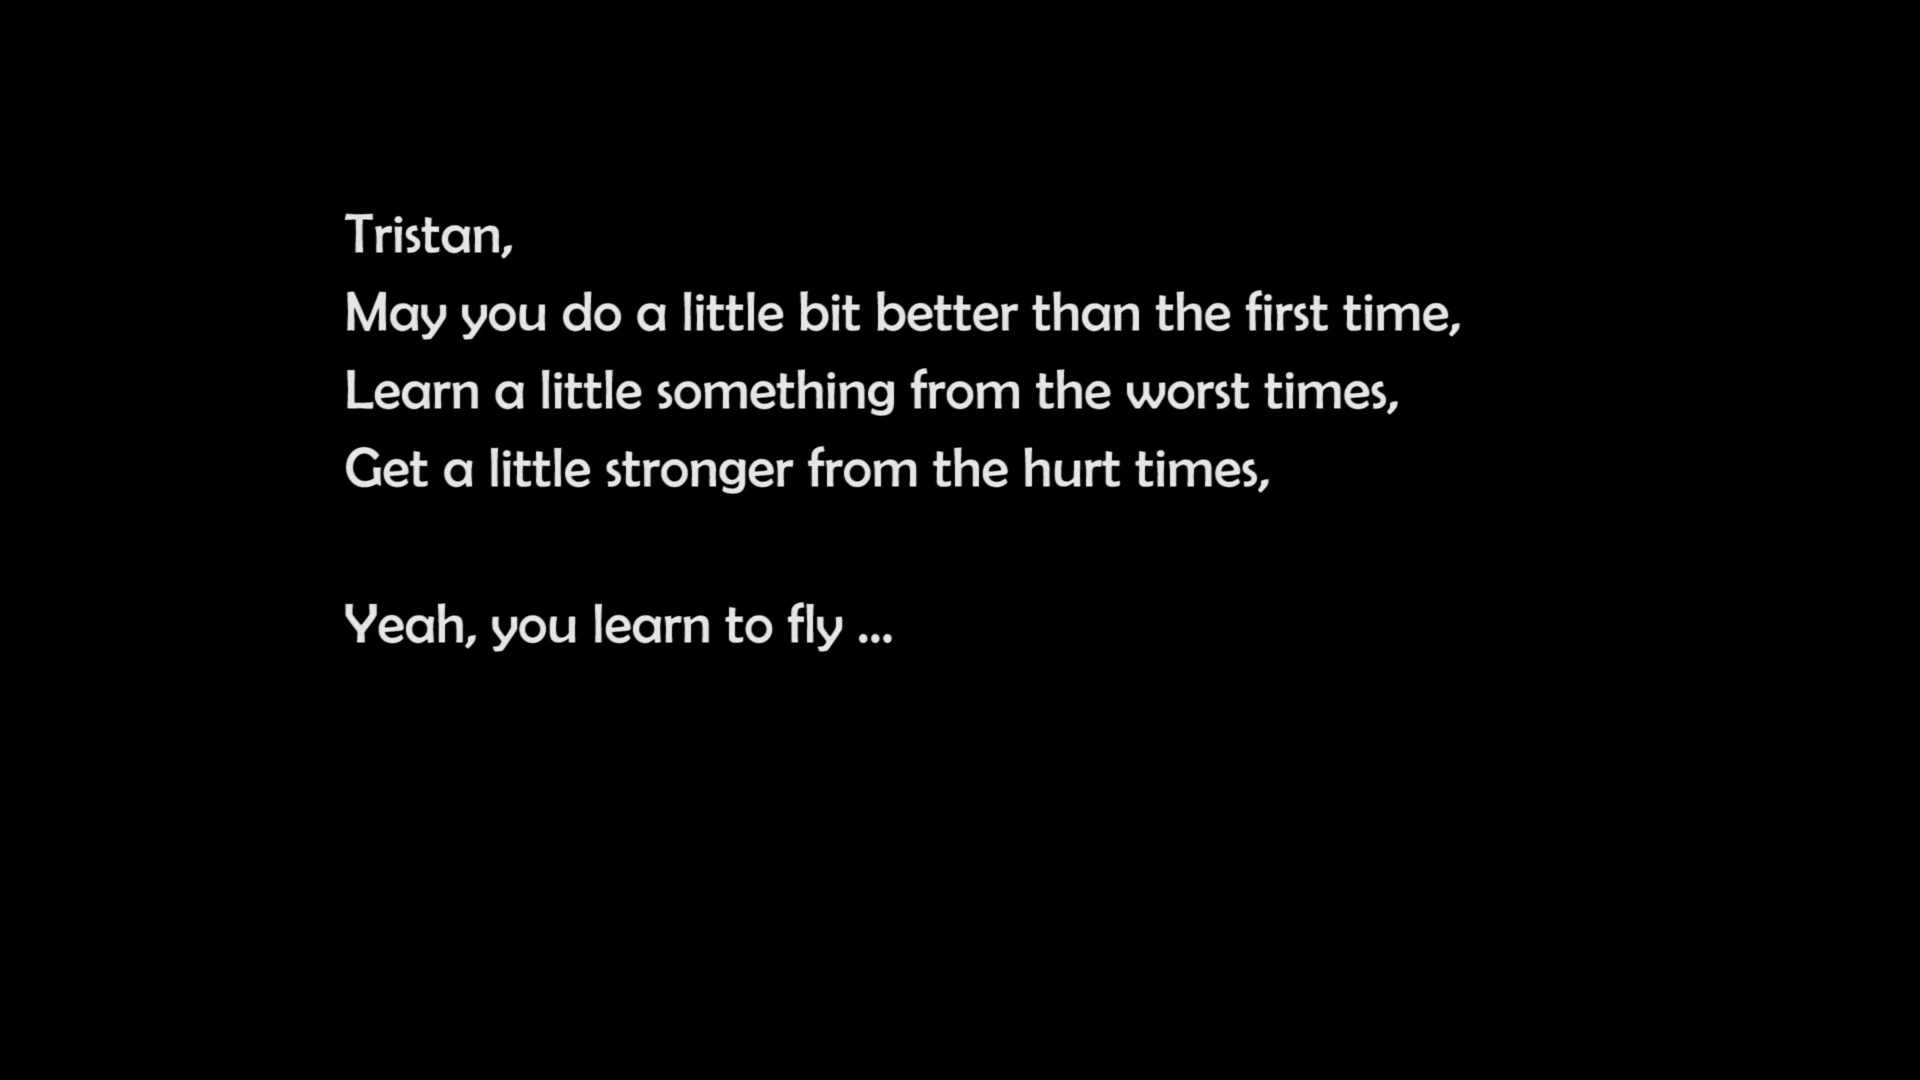 Tristan,
May you do a little bit better than the first time,
Learn a little something from the worst times,
Get a little stronger from the hurt times,
Yeah, you learn to fly ...